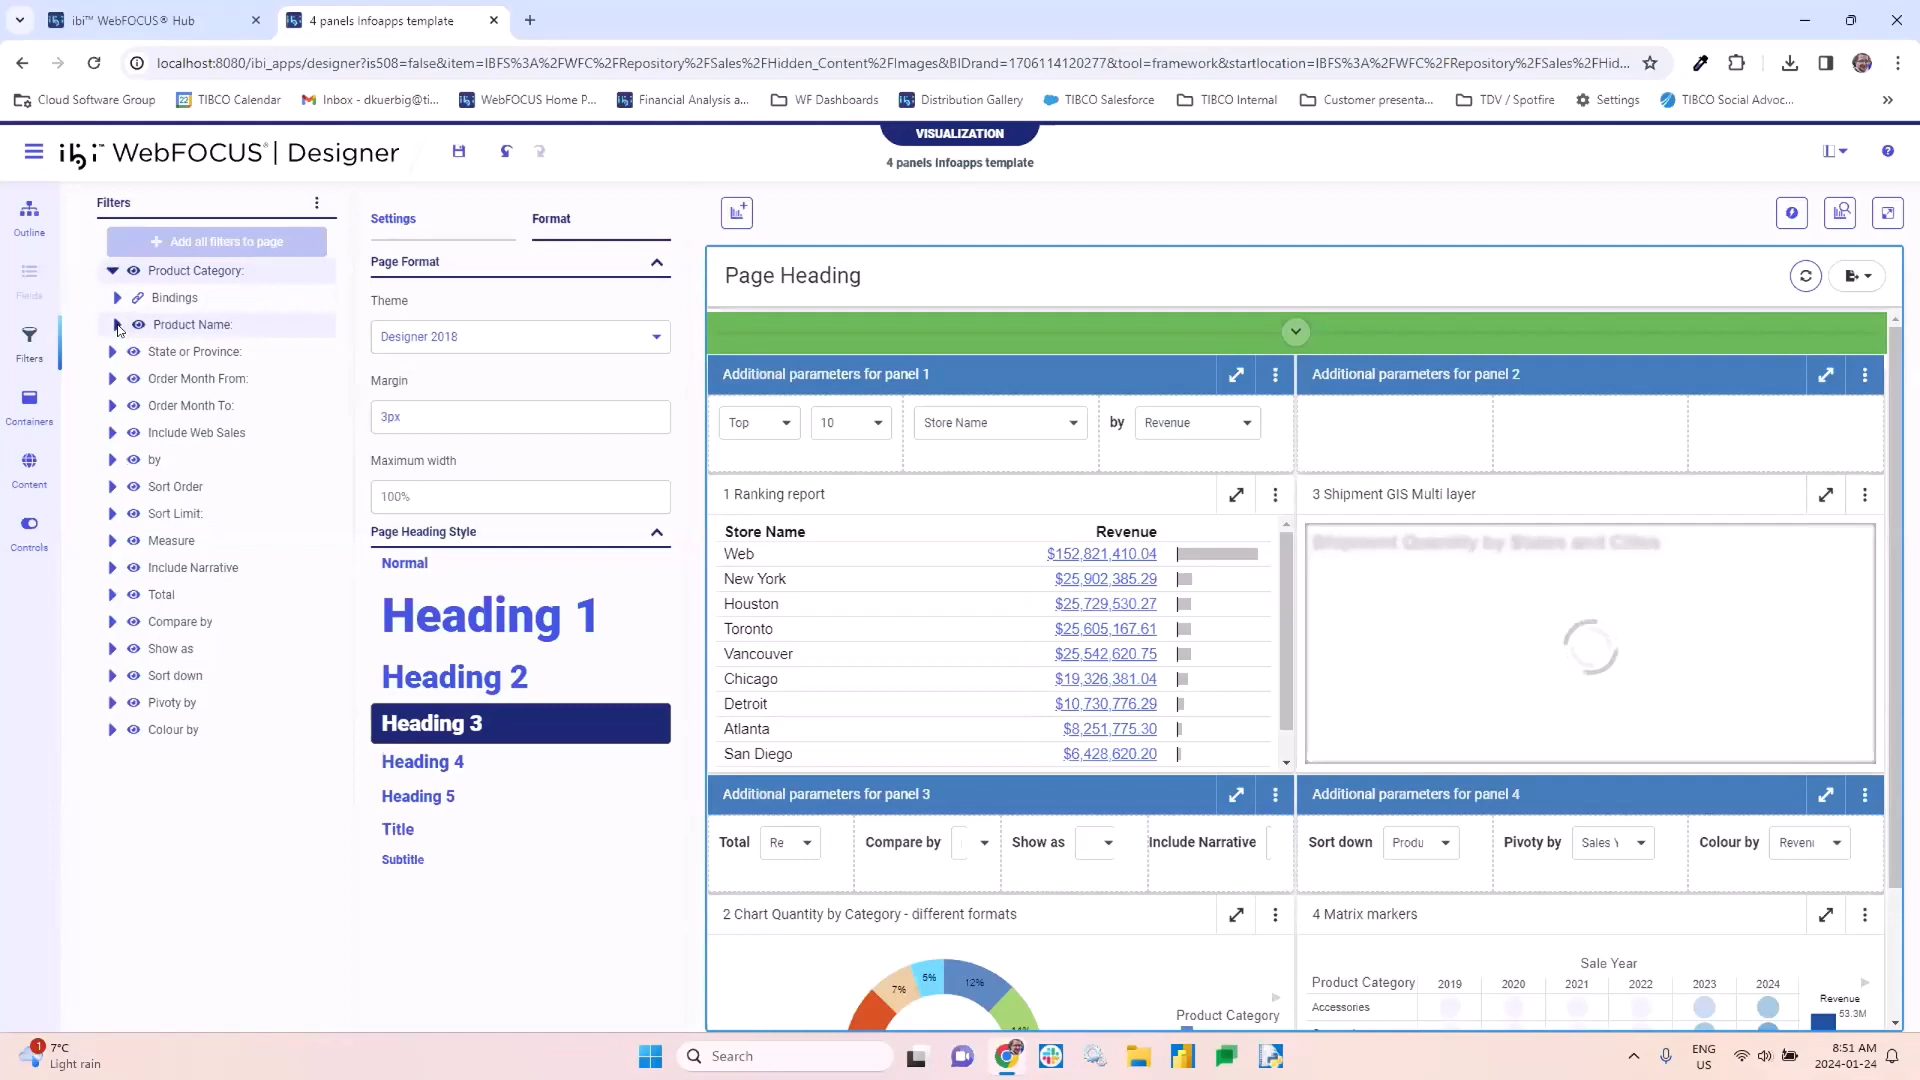 ibi™ WebFOCUS® Hub
4 panels Infoapps template
localhost:8080/ibi_apps/designer?is508=false&item=IBFS%3A%2FWFC%2FRepository%2FSales%2FHidden_Content%2FImages&BIDrand=1706114120277&tool=framework&startlocation=IBFS%3A%2FWFC%2FRepository%2FSales%2FHid...
Cloud Software Group
TIBCO Calendar
Inbox - dkuerbig@ti...
WebFOCUS Home P...
Financial Analysis a...
WF Dashboards
Distribution Gallery
TIBCO Salesforce
TIBCO Internal
Customer presenta...
TDV / Spotfire
Settings
TIBCO Social Advoc...
VISUALIZATION
ibi™ WebFOCUS® | Designer
4 panels Infoapps template
Outline
Fields
Filters
Containers
Content
Controls
Filters
Add all filters to page
Product Category:
Bindings
Product Name:
State or Province:
Order Month From:
Order Month To:
Include Web Sales
by
Sort Order
Sort Limit:
Measure
Include Narrative
Total
Compare by
Show as
Sort down
Pivoty by
Colour by
Settings
Format
Page Format
Theme
Designer 2018
Margin
3px
Maximum width
100%
Page Heading Style
Normal
Heading 1
Heading 2
Heading 3
Heading 4
Heading 5
Title
Subtitle
Page Heading
Additional parameters for panel 1
Top
10
Store Name
by
Revenue
Additional parameters for panel 2
1 Ranking report
Store Name Revenue
Web $152,821,410.04
New York $25,902,385.29
Houston $25,729,530.27
Toronto $25,605,167.61
Vancouver $25,542,620.75
Chicago $19,326,381.04
Detroit $10,730,776.29
Atlanta $8,251,775.30
San Diego $6,428,620.20
3 Shipment GIS Multi layer
Shipment Quantity by States and Cities
Additional parameters for panel 3
Total
Re
Compare by
Show as
Include Narrative
Additional parameters for panel 4
Sort down
Produ
Pivoty by
Sales Y
Colour by
Reven
2 Chart Quantity by Category - different formats
7%
5%
12%
Product Category
4 Matrix markers
Sale Year
Product Category 2019 2020 2021 2022 2023 2024
Accessories
Revenue
53.3M
1
7°C
Light rain
Search
ENG
US
8:51 AM
2024-01-24